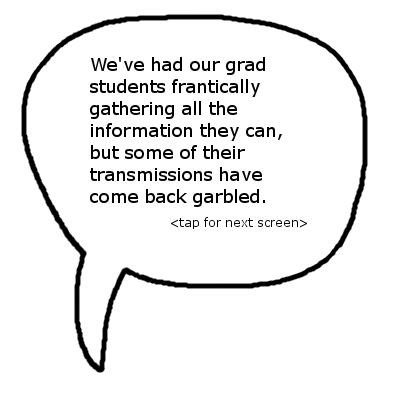 We've had our grad
students frantically
gathering all the
information they can,
but some of their
transmissions have
come back garbled.
<tap for next screen>